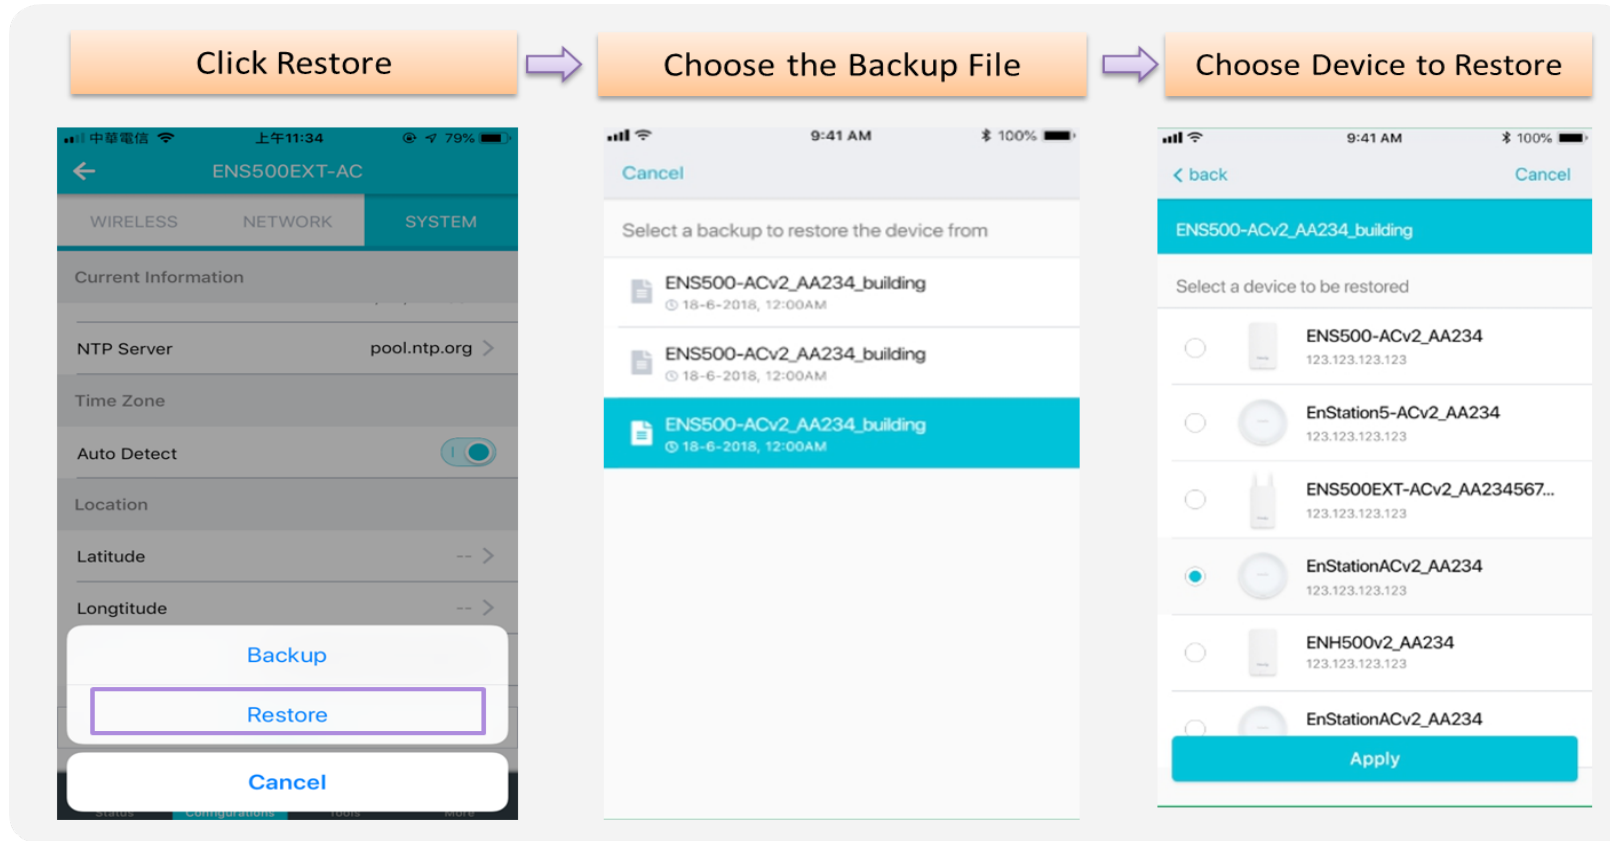 Click Restore
Choose the Backup File
Choose Device to Restore
中華電信
上午11:34
79%
ENS500EXT-AC
WIRELESS
NETWORK
SYSTEM
Current Information
NTP Server
pool.ntp.org
Time Zone
Auto Detect
Location
Latitude
--
Longtitude
--
Backup
Restore
Cancel
Status
Configurations
Tools
More
9:41 AM
100%
Cancel
Select a backup to restore the device from
ENS500-ACv2_AA234_building
18-6-2018, 12:00AM
ENS500-ACv2_AA234_building
18-6-2018, 12:00AM
ENS500-ACv2_AA234_building
18-6-2018, 12:00AM
9:41 AM
100%
back
Cancel
ENS500-ACv2_AA234_building
Select a device to be restored
ENS500-ACv2_AA234
123.123.123.123
EnStation5-ACv2_AA234
123.123.123.123
ENS500EXT-ACv2_AA234567...
123.123.123.123
EnStationACv2_AA234
123.123.123.123
ENH500v2_AA234
123.123.123.123
EnStationACv2_AA234
Apply